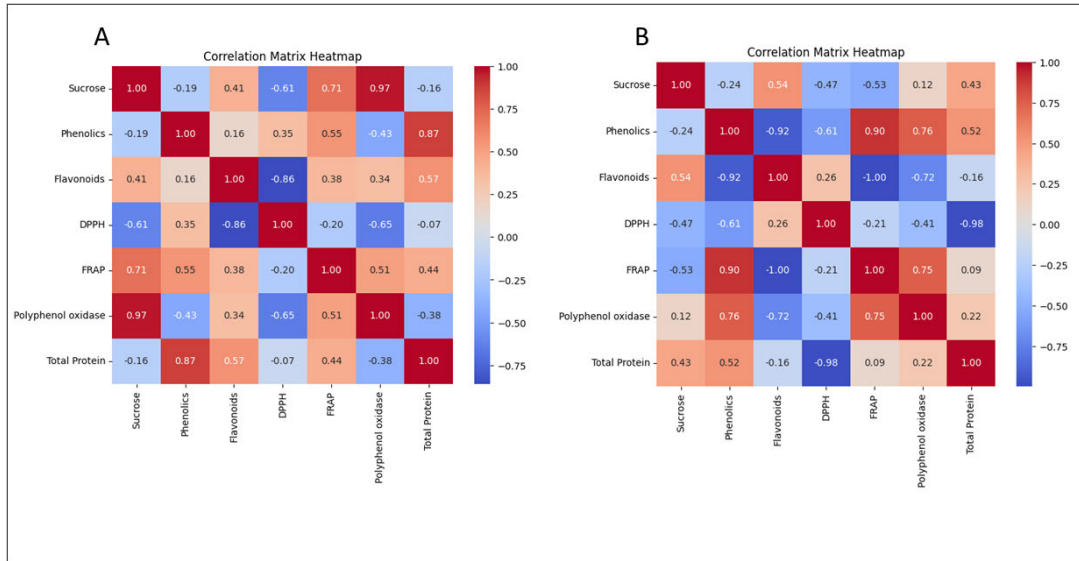 A
Correlation Matrix Heatmap
Sucrose 1.00 -0.19 0.41 -0.61 0.71 0.97 -0.16
Phenolics -0.19 1.00 0.16 0.35 0.55 -0.43 0.87
Flavonoids 0.41 0.16 1.00 -0.86 0.38 0.34 0.57
DPPH -0.61 0.35 -0.86 1.00 -0.20 -0.65 -0.07
FRAP 0.71 0.55 0.38 -0.20 1.00 0.51 0.44
Polyphenol oxidase 0.97 -0.43 0.34 -0.65 0.51 1.00 -0.38
Total Protein -0.16 0.87 0.57 -0.07 0.44 -0.38 1.00
Sucrose
Phenolics
Flavonoids
DPPH
FRAP
Polyphenol oxidase
Total Protein
1.00
0.75
0.50
0.25
0.00
-0.25
-0.50
-0.75
B
Correlation Matrix Heatmap
Sucrose 1.00 -0.24 0.54 -0.47 -0.53 0.12 0.43
Phenolics -0.24 1.00 -0.92 -0.61 0.90 0.76 0.52
Flavonoids 0.54 -0.92 1.00 0.26 -1.00 -0.72 -0.16
DPPH -0.47 -0.61 0.26 1.00 -0.21 -0.41 -0.98
FRAP -0.53 0.90 -1.00 -0.21 1.00 0.75 0.09
Polyphenol oxidase 0.12 0.76 -0.72 -0.41 0.75 1.00 0.22
Total Protein 0.43 0.52 -0.16 -0.98 0.09 0.22 1.00
Sucrose
Phenolics
Flavonoids
DPPH
FRAP
Polyphenol oxidase
Total Protein
1.00
0.75
0.50
0.25
0.00
-0.25
-0.50
-0.75